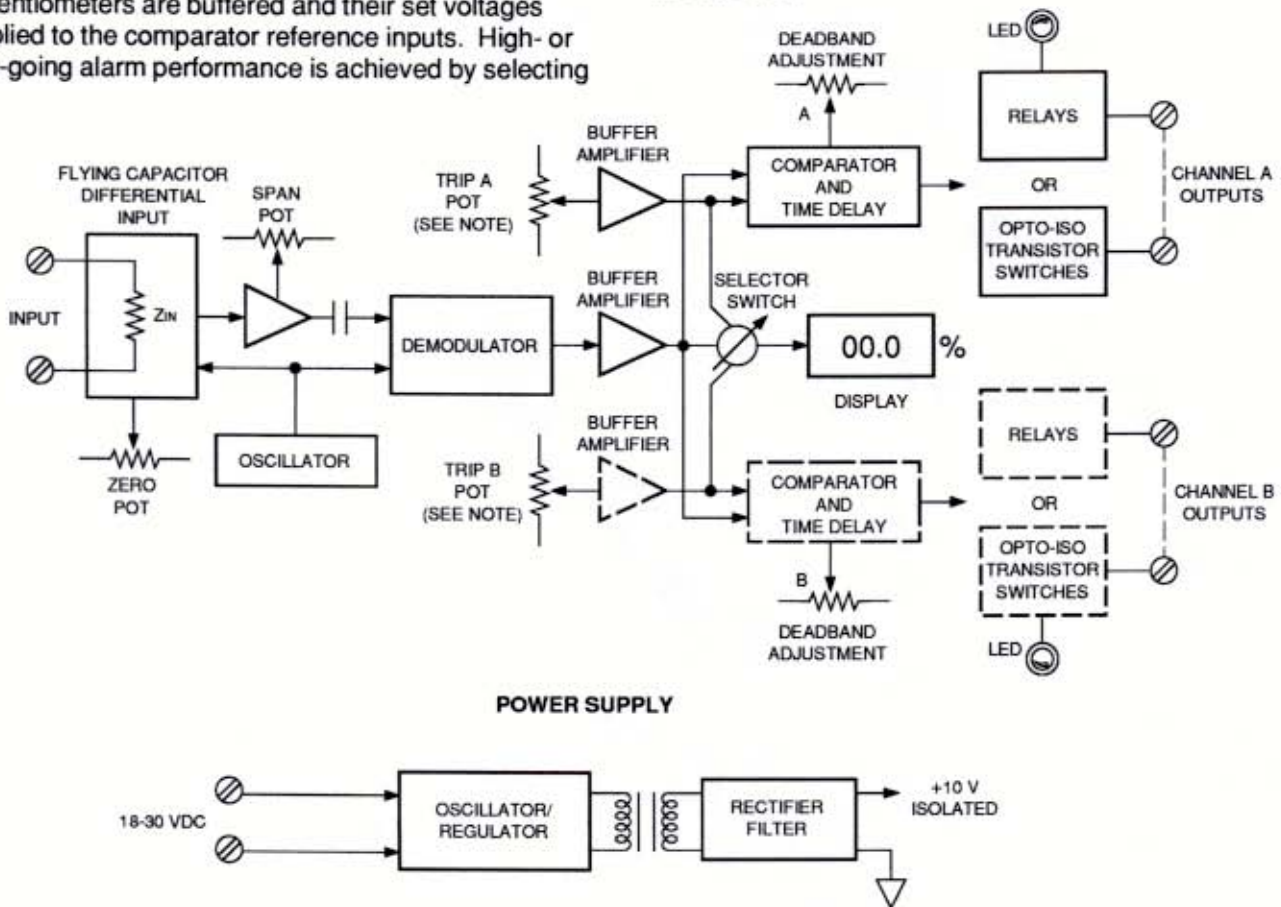 entiometers are buffered and their set voltages
plied to the comparator reference inputs. High- or
-going alarm performance is achieved by selecting
DEADBAND
ADJUSTMENT
A
LED
RELAYS
OR
OPTO-ISO
TRANSISTOR
SWITCHES
CHANNEL A
OUTPUTS
BUFFER
AMPLIFIER
COMPARATOR
AND
TIME DELAY
TRIP A
POT
(SEE NOTE)
FLYING CAPACITOR
DIFFERENTIAL
INPUT
SPAN
POT
INPUT
ZIN
DEMODULATOR
BUFFER
AMPLIFIER
SELECTOR
SWITCH
00.0 %
DISPLAY
OSCILLATOR
ZERO
POT
TRIP B
POT
(SEE NOTE)
BUFFER
AMPLIFIER
COMPARATOR
AND
TIME DELAY
B
DEADBAND
ADJUSTMENT
RELAYS
OR
OPTO-ISO
TRANSISTOR
SWITCHES
LED
CHANNEL B
OUTPUTS
POWER SUPPLY
18-30 VDC
OSCILLATOR/
REGULATOR
RECTIFIER
FILTER
+10 V
ISOLATED